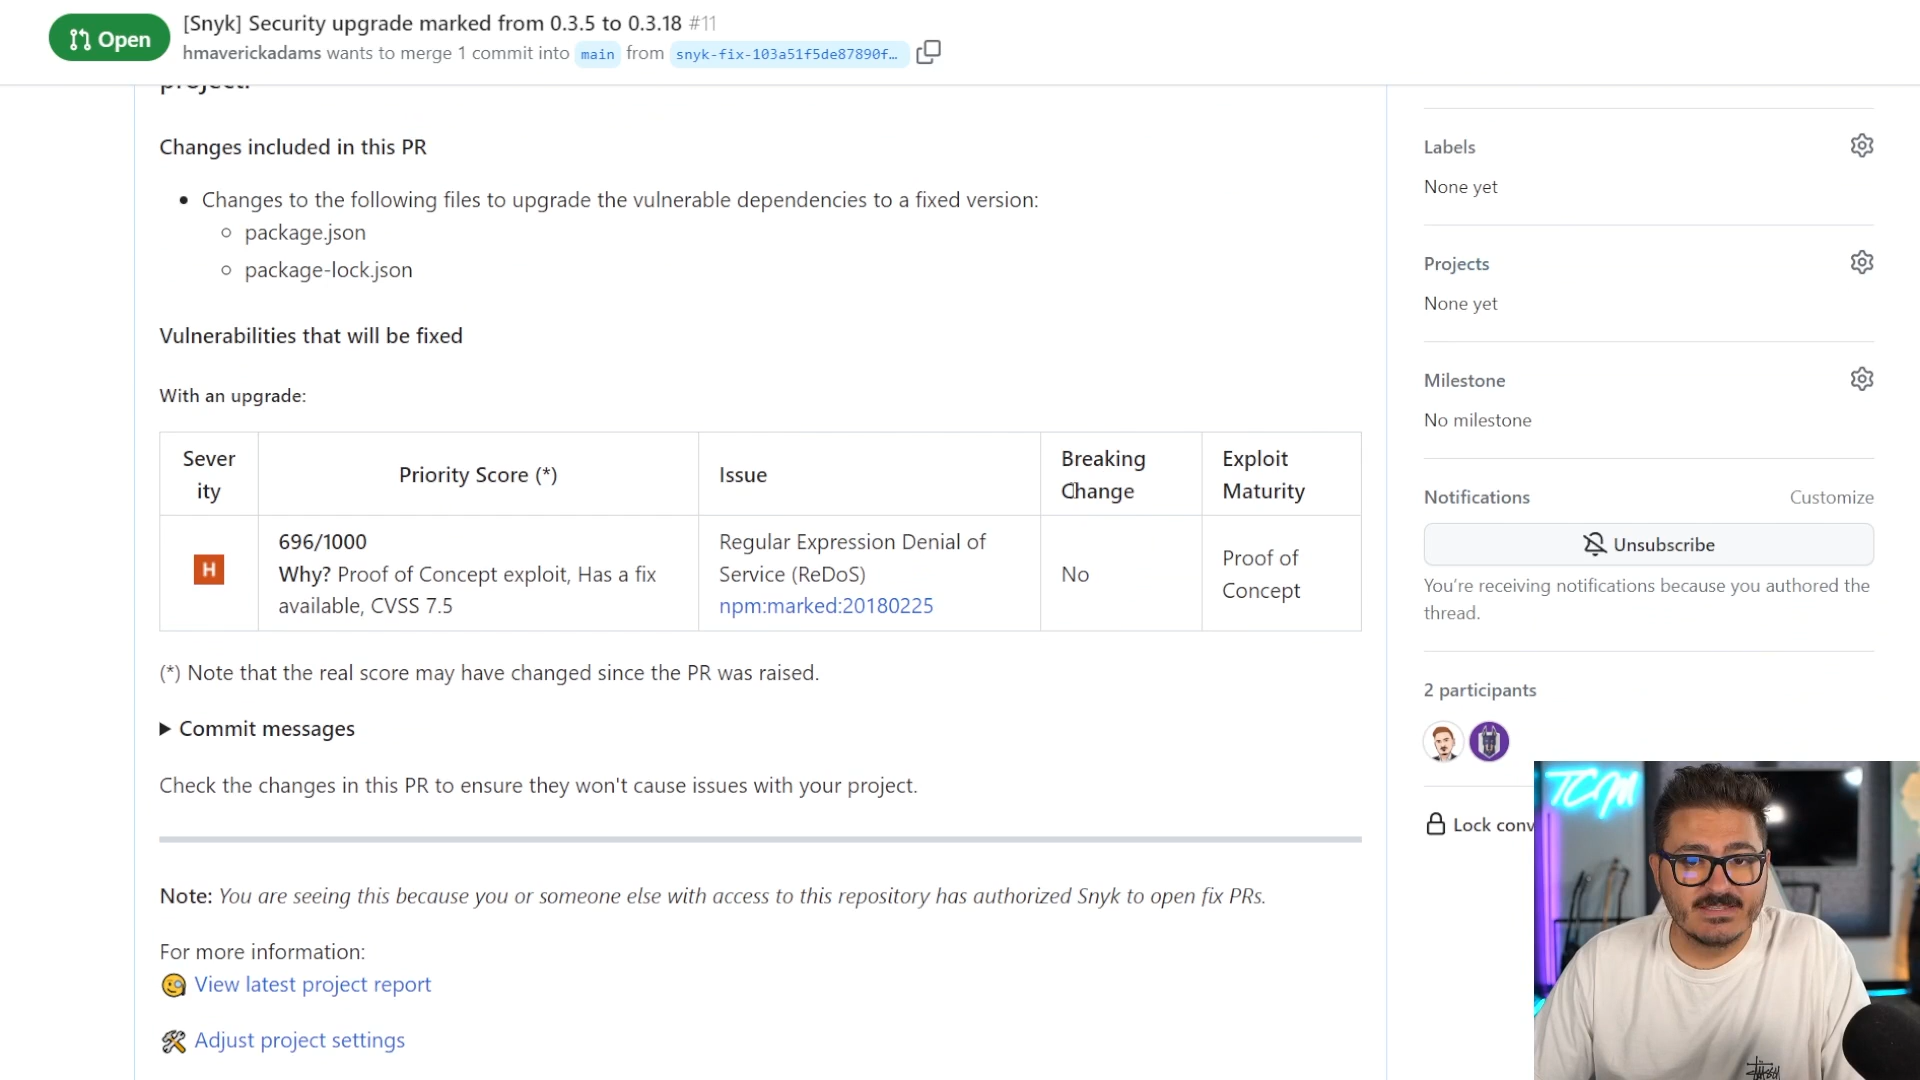 Open
[Snyk] Security upgrade marked from 0.3.5 to 0.3.18 #11
hmaverickadams wants to merge 1 commit into main from snyk-fix-103a51f5de87890f…
project.
Changes included in this PR
Changes to the following files to upgrade the vulnerable dependencies to a fixed version:
package.json
package-lock.json
Vulnerabilities that will be fixed
With an upgrade:
Sever
ity
Priority Score (*)
Issue
Breaking
Change
Exploit
Maturity
H
696/1000
Why? Proof of Concept exploit, Has a fix
available, CVSS 7.5
Regular Expression Denial of
Service (ReDoS)
npm:marked:20180225
No
Proof of
Concept
(*) Note that the real score may have changed since the PR was raised.
Commit messages
Check the changes in this PR to ensure they won't cause issues with your project.
Note: You are seeing this because you or someone else with access to this repository has authorized Snyk to open fix PRs.
For more information:
View latest project report
Adjust project settings
Labels
None yet
Projects
None yet
Milestone
No milestone
Notifications
Customize
Unsubscribe
You're receiving notifications because you authored the
thread.
2 participants
Lock conv
TCM